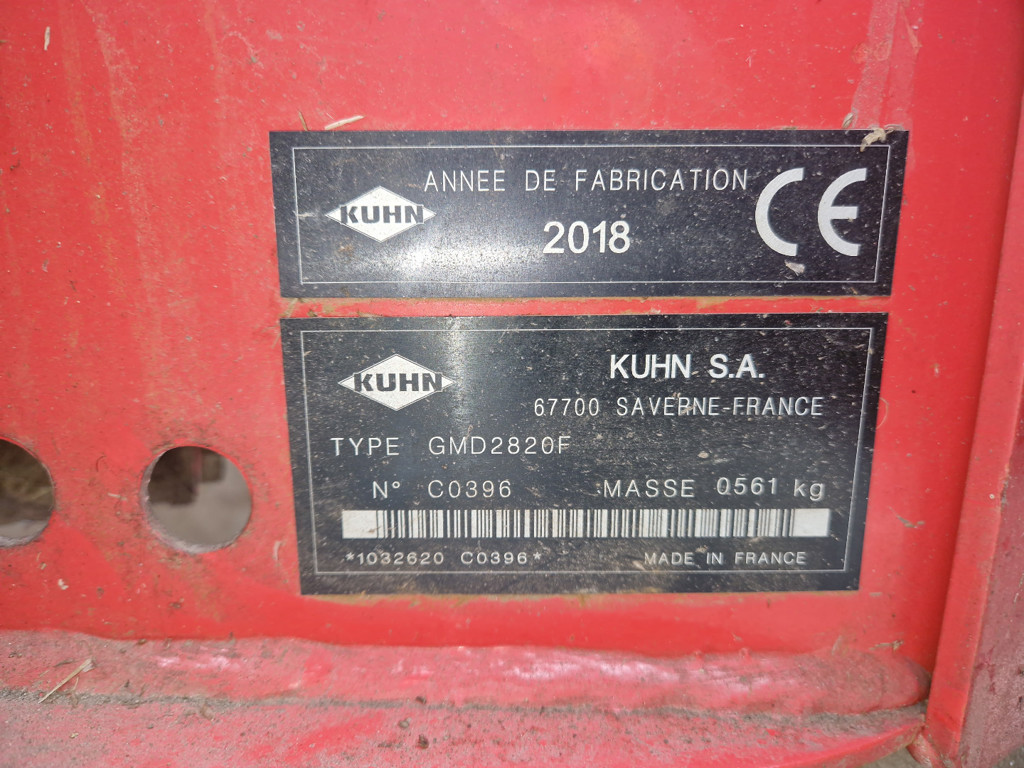 KUHN
ANNEE DE FABRICATION
2018
CE
KUHN
KUHN S.A.
67700 SAVERNE-FRANCE
TYPE GMD2820F
N° C0396 MASSE 0561 kg
*1032620 C0396* MADE IN FRANCE